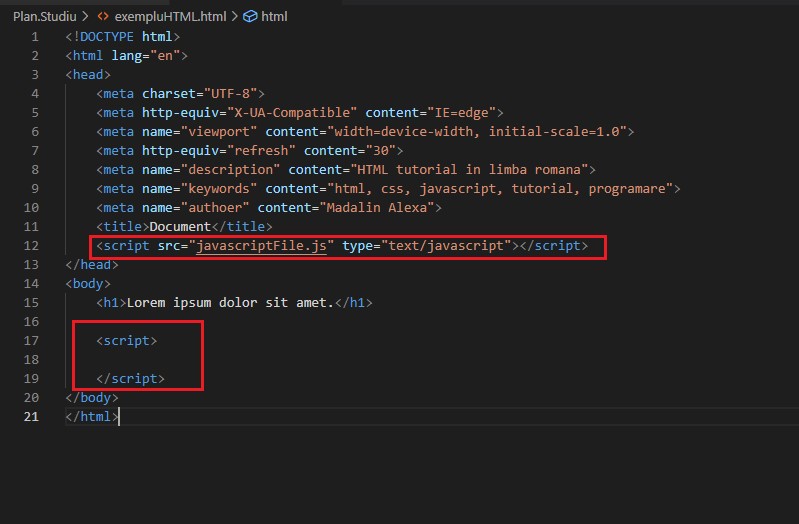 Plan.Studiu > exempluHTML.html > html
1 <!DOCTYPE html>
2 <html lang="en">
3 <head>
4 <meta charset="UTF-8">
5 <meta http-equiv="X-UA-Compatible" content="IE=edge">
6 <meta name="viewport" content="width=device-width, initial-scale=1.0">
7 <meta http-equiv="refresh" content="30">
8 <meta name="description" content="HTML tutorial in limba romana">
9 <meta name="keywords" content="html, css, javascript, tutorial, programare">
10 <meta name="authoer" content="Madalin Alexa">
11 <title>Document</title>
12 <script src="javascriptFile.js" type="text/javascript"></script>
13 </head>
14 <body>
15 <h1>Lorem ipsum dolor sit amet.</h1>
16
17 <script>
18
19 </script>
20 </body>
21 </html>